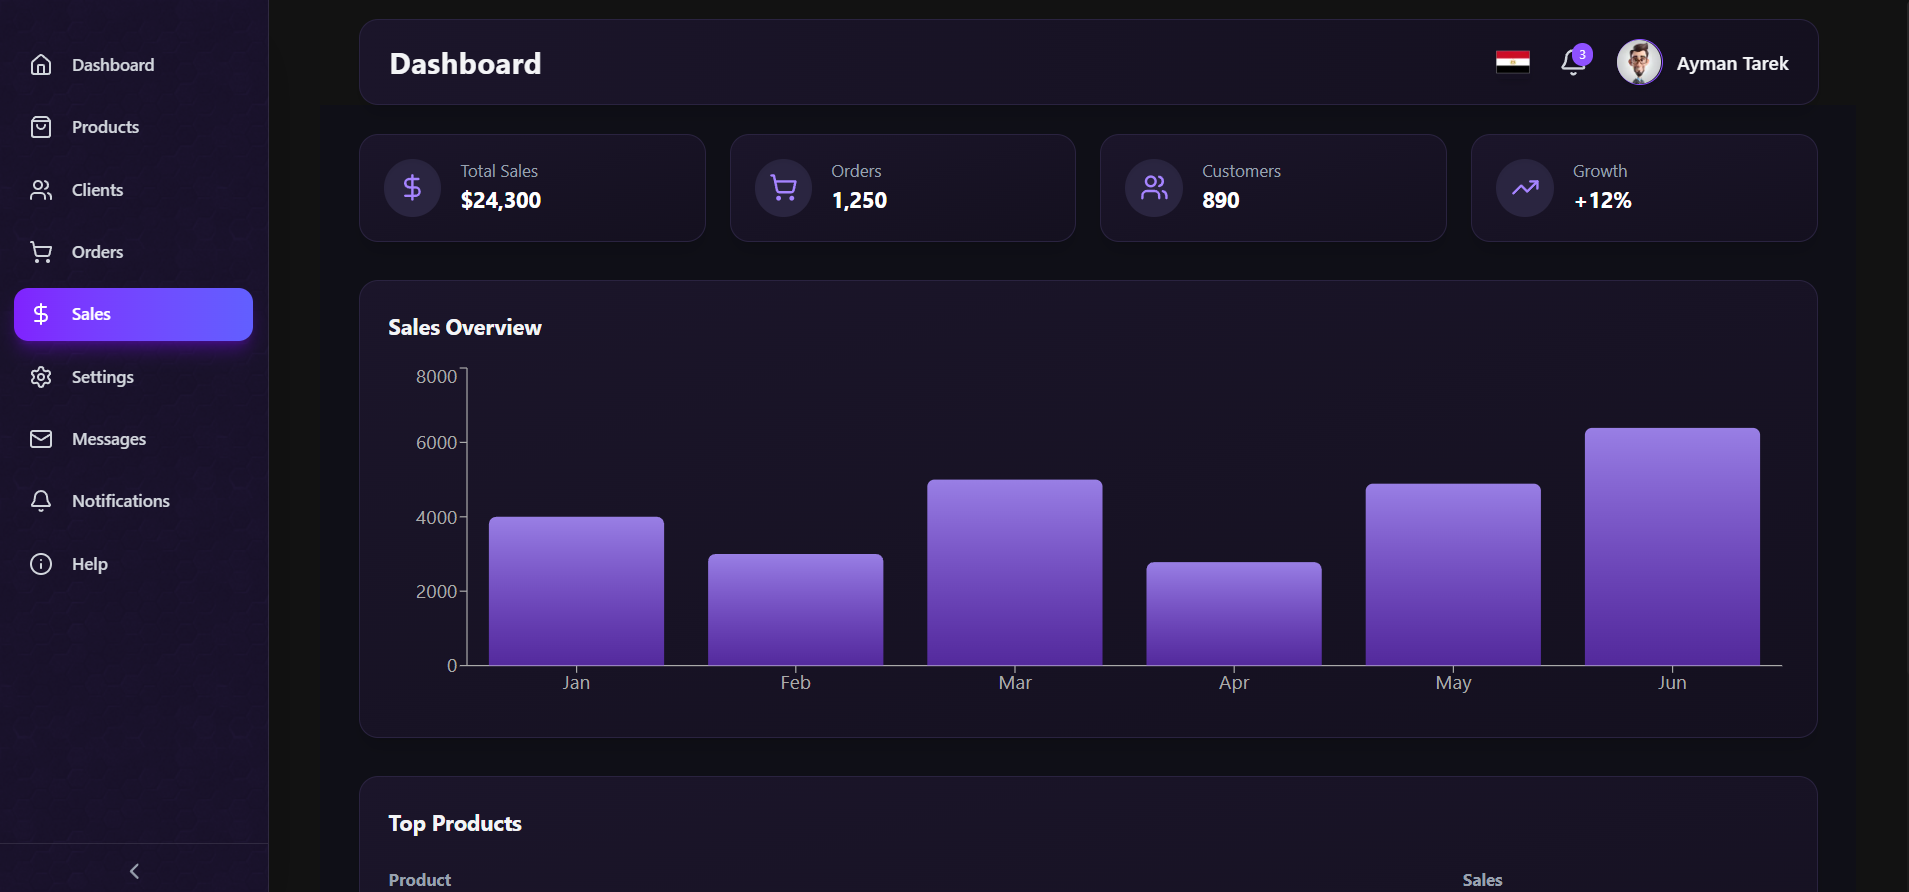 Dashboard
Products
Clients
Orders
Sales
Settings
Messages
Notifications
Help
Dashboard
3
Ayman Tarek
Total Sales
$24,300
Orders
1,250
Customers
890
Growth
+12%
Sales Overview
8000
6000
4000
2000
0
Jan Feb Mar Apr May Jun
Top Products
Product Sales